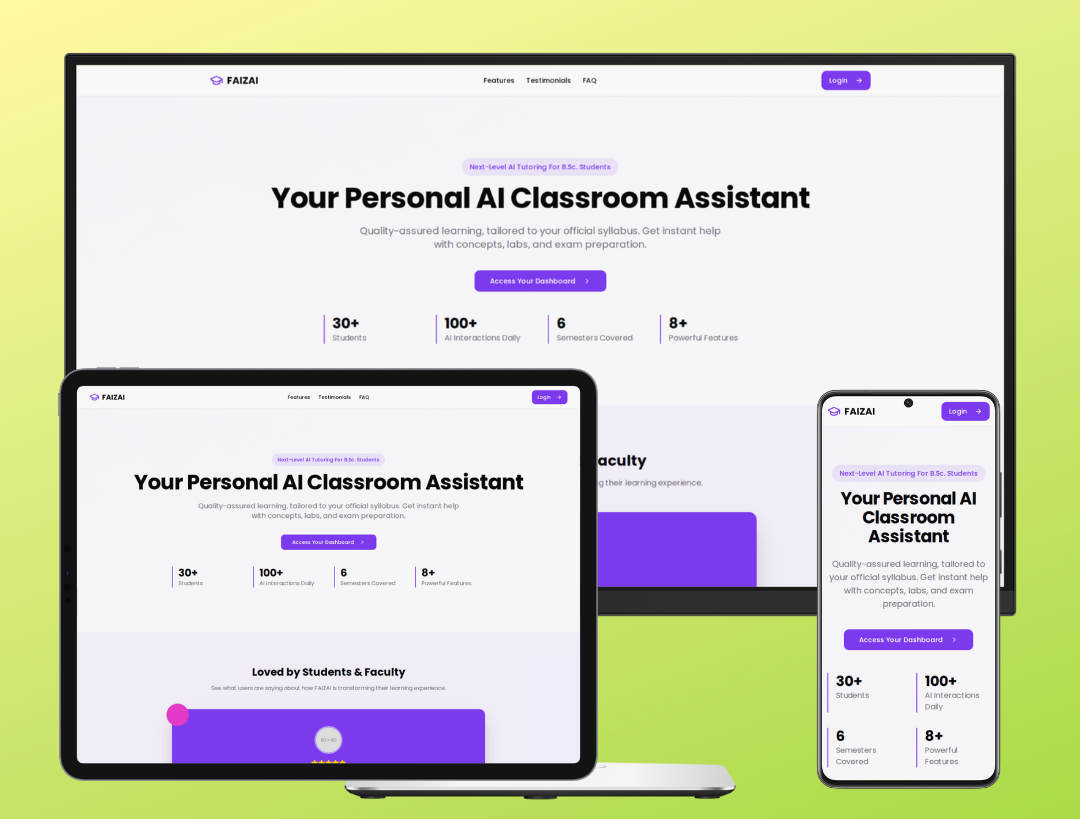 FAIZAI
Features Testimonials FAQ
Login
Next-Level AI Tutoring For B.Sc. Students
Your Personal AI Classroom Assistant
Quality-assured learning, tailored to your official syllabus. Get instant help
with concepts, labs, and exam preparation.
Access Your Dashboard
30+ 100+ 6 8+
Students AI Interactions Daily Semesters Covered Powerful Features
aculty
g their learning experience.
FAIZAI
Features Testimonials FAQ
Login
Next-Level AI Tutoring For B.Sc. Students
Your Personal AI Classroom Assistant
Quality-assured learning, tailored to your official syllabus. Get instant help
with concepts, labs, and exam preparation.
Access Your Dashboard
30+ 100+ 6 8+
Students AI Interactions Daily Semesters Covered Powerful Features
Loved by Students & Faculty
See what users are saying about how FAIZAI is transforming their learning experience.
FAIZAI
Login
Next-Level AI Tutoring For B.Sc. Students
Your Personal AI
Classroom
Assistant
Quality-assured learning, tailored to
your official syllabus. Get instant help
with concepts, labs, and exam
preparation.
Access Your Dashboard
30+ 100+
Students AI Interactions
Daily
6 8+
Semesters Powerful
Covered Features